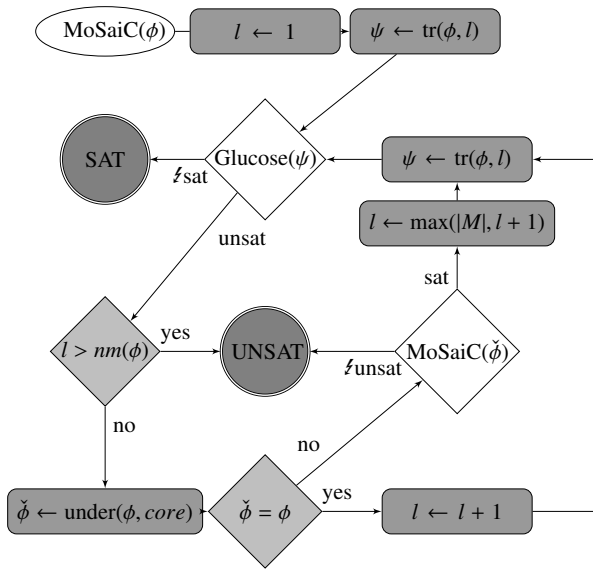 MoSaiC(ϕ)
l ← 1
ψ ← tr(ϕ, l)
SAT
Glucose(ψ)
ψ ← tr(ϕ, l)
↯sat
l ← max(|M|, l + 1)
unsat
sat
l > nm(ϕ)
yes
UNSAT
MoSaiC(ϕ̌)
↯unsat
no
no
ϕ̌ ← under(ϕ, core)
ϕ̌ = ϕ
yes
l ← l + 1